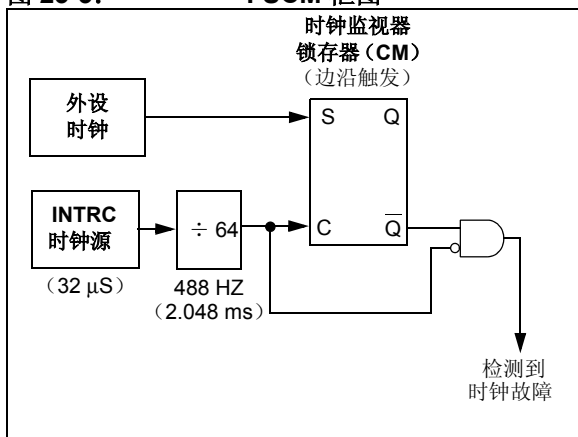 图 FSCM 框图
时钟监视器
锁存器（CM）
（边沿触发）
外设
时钟
S Q
INTRC
时钟源
÷ 64
C Q
（32 μS）
488 HZ
（2.048 ms）
检测到
时钟故障